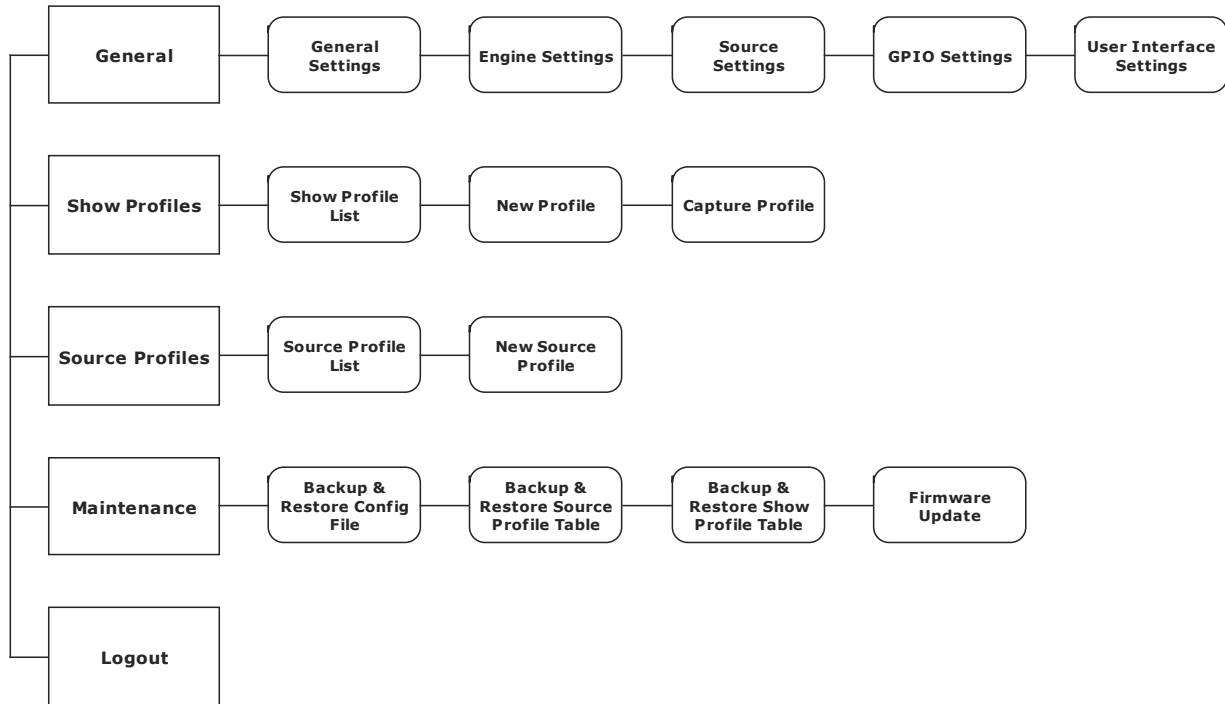 General
General
Settings
Engine Settings
Source
Settings
GPIO Settings
User Interface
Settings
Show Profiles
Show Profile
List
New Profile
Capture Profile
Source Profiles
Source Profile
List
New Source
Profile
Maintenance
Backup &
Restore Config
File
Backup &
Restore Source
Profile Table
Backup &
Restore Show
Profile Table
Firmware
Update
Logout